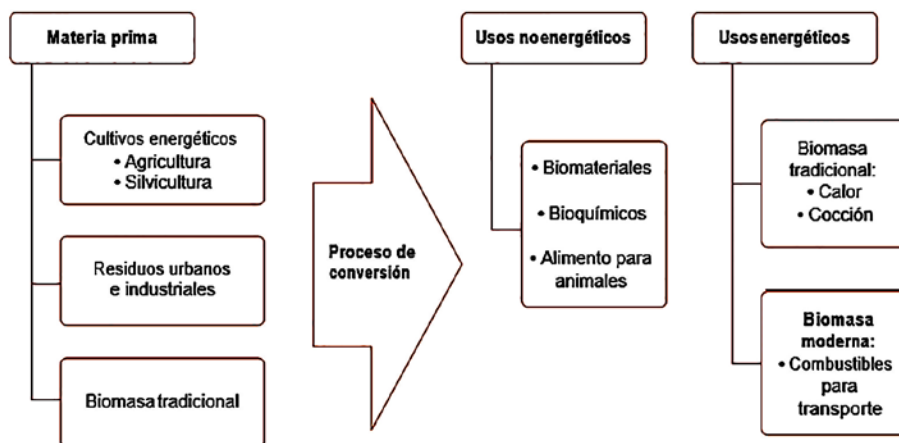 Materia prima
Cultivos energéticos
• Agricultura
• Silvicultura
Residuos urbanos
e industriales
Biomasa tradicional
Proceso de
conversión
Usos no energéticos
• Biomateriales
• Bioquímicos
• Alimento para
animales
Usos energéticos
Biomasa
tradicional:
• Calor
• Cocción
Biomasa
moderna:
• Combustibles
para
transporte